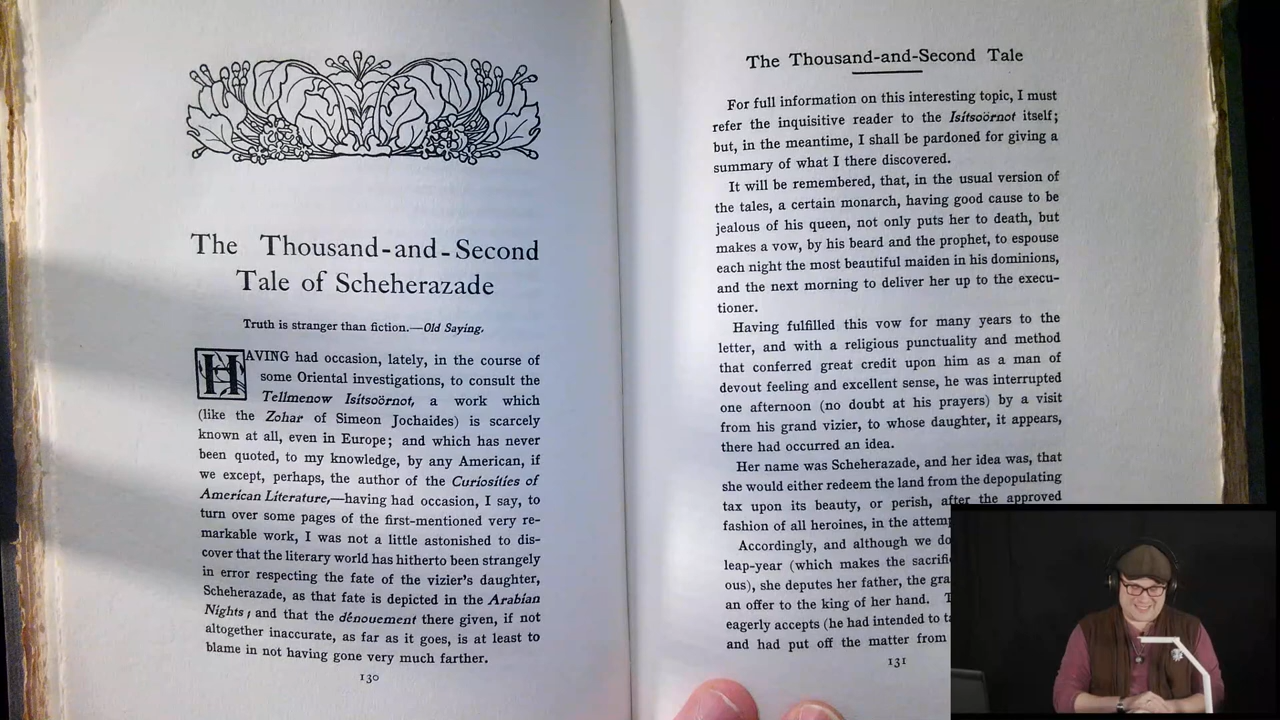 The Thousand-and-Second
Tale of Scheherazade
Truth is stranger than fiction.—Old Saying.
HAVING had occasion, lately, in the course of
some Oriental investigations, to consult the
Tellmenow Isitsoörnot, a work which
(like the Zohar of Simeon Jochaides) is scarcely
known at all, even in Europe; and which has never
been quoted, to my knowledge, by any American, if
we except, perhaps, the author of the Curiosities of
American Literature,—having had occasion, I say, to
turn over some pages of the first-mentioned very re-
markable work, I was not a little astonished to dis-
cover that the literary world has hitherto been strangely
in error respecting the fate of the vizier's daughter,
Scheherazade, as that fate is depicted in the Arabian
Nights; and that the dénouement there given, if not
altogether inaccurate, as far as it goes, is at least to
blame in not having gone very much farther.
130
The Thousand-and-Second Tale
For full information on this interesting topic, I must
refer the inquisitive reader to the Isitsoörnot itself;
but, in the meantime, I shall be pardoned for giving a
summary of what I there discovered.
It will be remembered, that, in the usual version of
the tales, a certain monarch, having good cause to be
jealous of his queen, not only puts her to death, but
makes a vow, by his beard and the prophet, to espouse
each night the most beautiful maiden in his dominions,
and the next morning to deliver her up to the execu-
tioner.
Having fulfilled this vow for many years to the
letter, and with a religious punctuality and method
that conferred great credit upon him as a man of
devout feeling and excellent sense, he was interrupted
one afternoon (no doubt at his prayers) by a visit
from his grand vizier, to whose daughter, it appears,
there had occurred an idea.
Her name was Scheherazade, and her idea was, that
she would either redeem the land from the depopulating
tax upon its beauty, or perish, after the approved
fashion of all heroines, in the attemp
Accordingly, and although we do
leap-year (which makes the sacrifi
ous), she deputes her father, the gra
an offer to the king of her hand.
eagerly accepts (he had intended to
and had put off the matter from
131